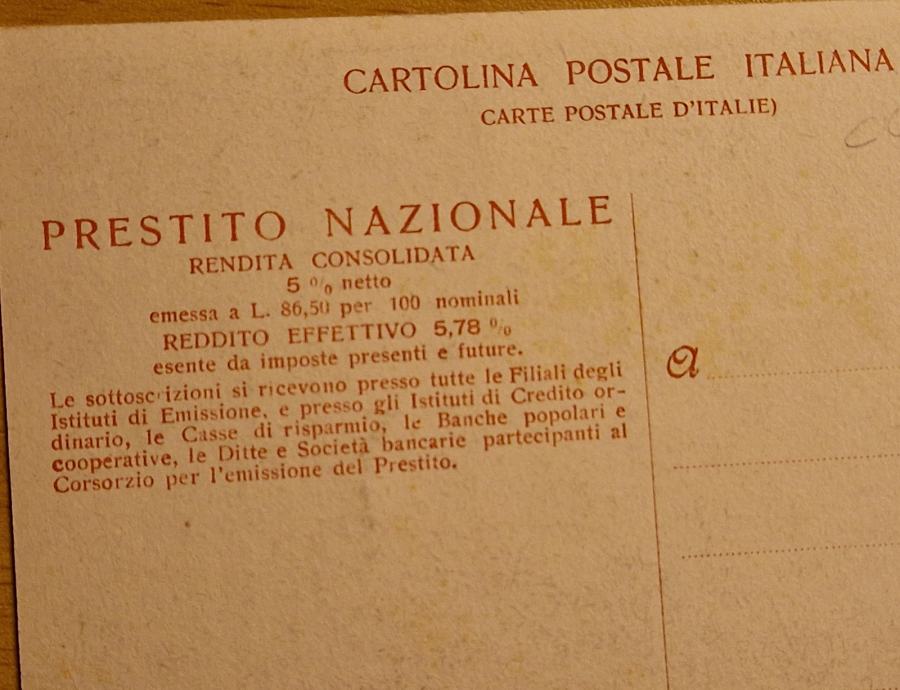 CARTOLINA POSTALE ITALIANA
CARTE POSTALE D'ITALIE)
PRESTITO NAZIONALE
RENDITA CONSOLIDATA
5 % netto
emessa a L. 86,50 per 100 nominali
REDDITO EFFETTIVO 5,78 %
esente da imposte presenti e future.
Le sottoscrizioni si ricevono presso tutte le Filiali degli
Istituti di Emissione, e presso gli Istituti di Credito or-
dinario, le Casse di risparmio, le Banche popolari e
cooperative, le Ditte e Società bancarie partecipanti al
Corsorzio per l'emissione del Prestito.
a